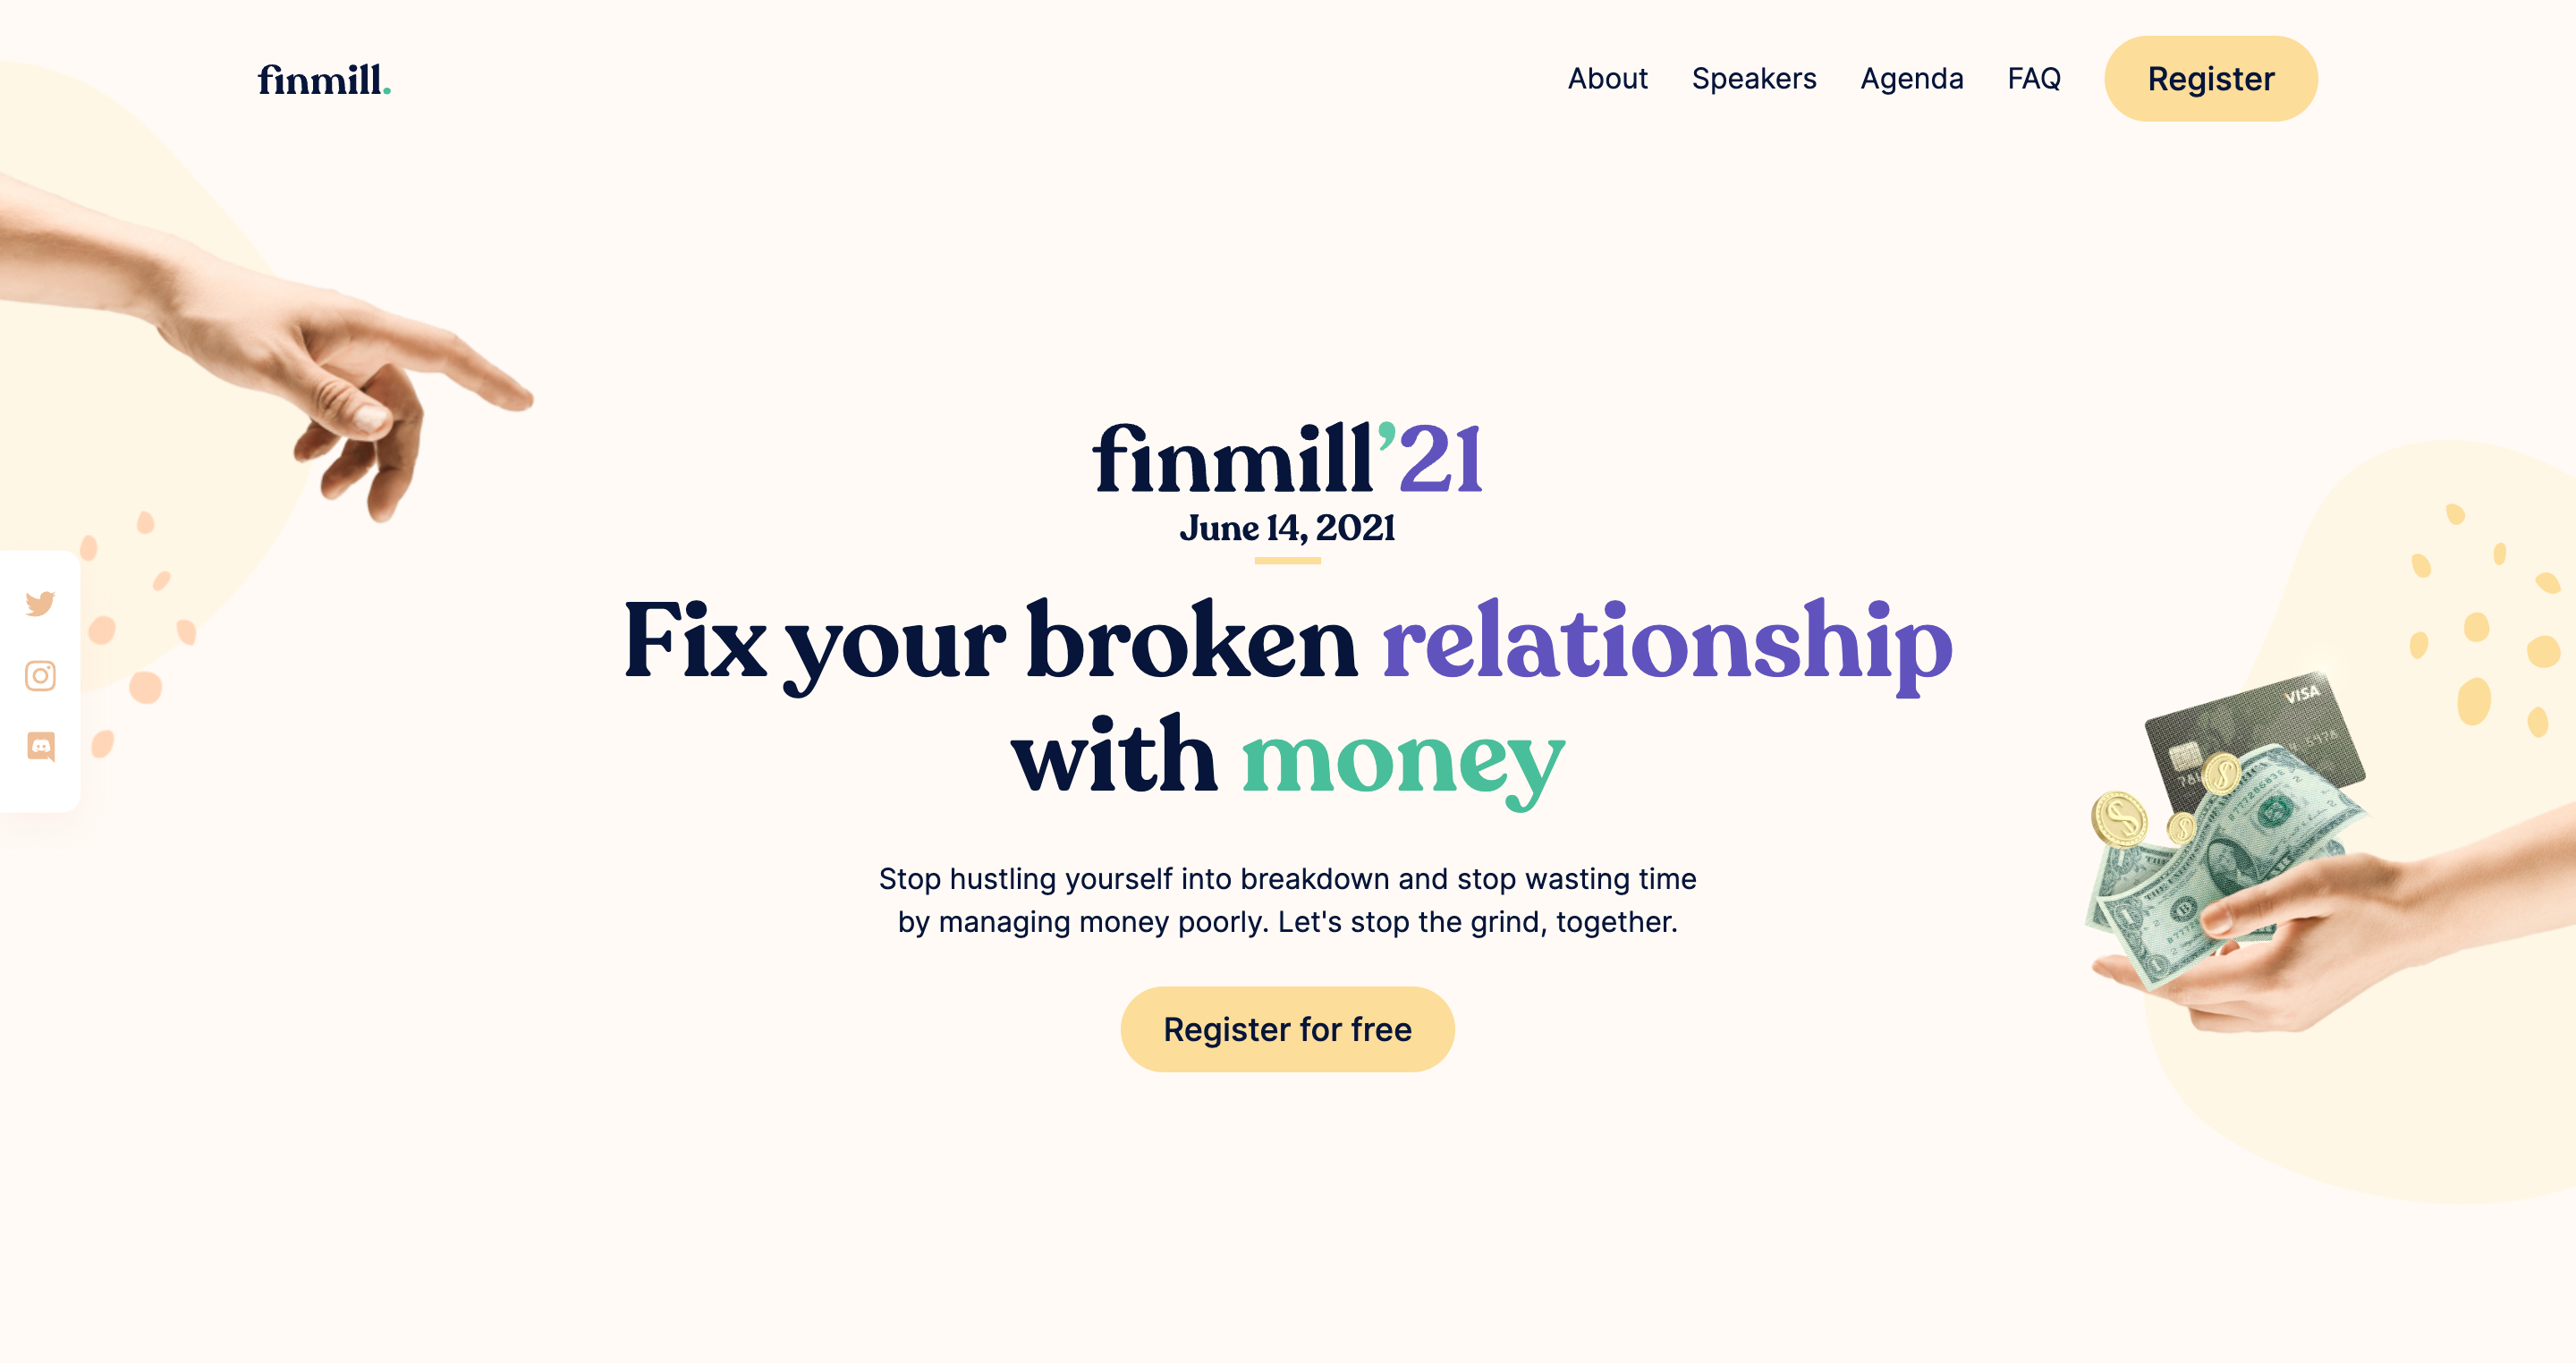 finmill.
About Speakers Agenda FAQ Register
finmill’21
June 14, 2021
Fix your broken relationship
with money
Stop hustling yourself into breakdown and stop wasting time
by managing money poorly. Let's stop the grind, together.
Register for free
VISA